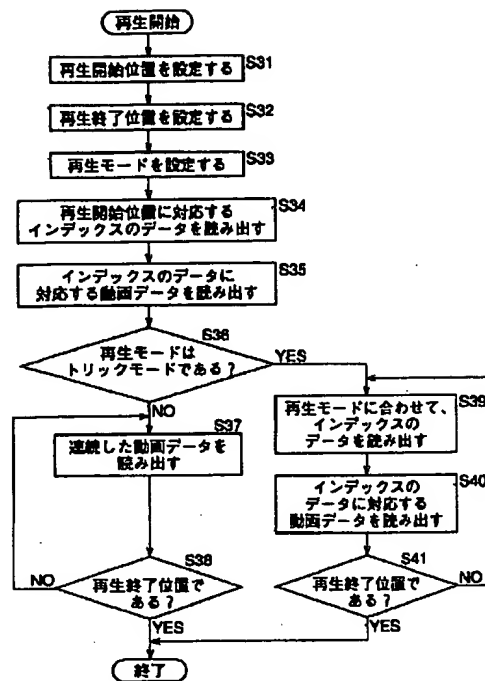 再生開始
再生開始位置を設定する
S31
再生終了位置を設定する
S32
再生モードを設定する
S33
再生開始位置に対応する
インデックスのデータを読み出す
S34
インデックスのデータに
対応する動画データを読み出す
S35
再生モードは
トリックモードである?
S36
YES
NO
連続した動画データを
読み出す
S37
再生終了位置で
ある?
S38
NO
YES
再生モードに合わせて、
インデックスの
データを読み出す
S39
インデックスの
データに対応する
動画データを読み出す
S40
再生終了位置で
ある?
S41
NO
YES
終了